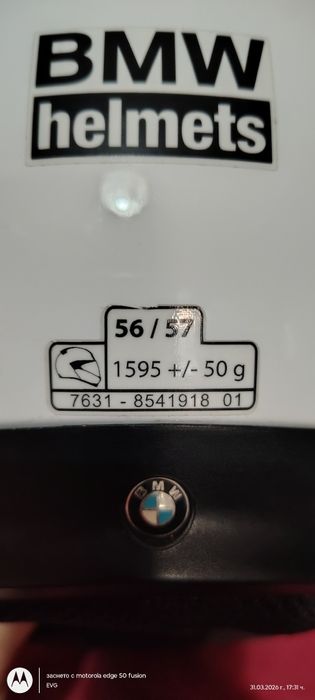 BMW
helmets
56 / 57
1595 +/- 50 g
7631 - 8541918 01
BMW
заснето с motorola edge 50 fusion
EVG
31.03.2026 г., 17:31 ч.